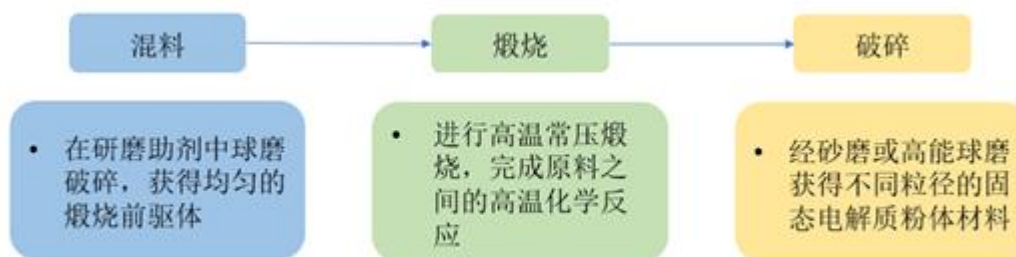 混料
煅烧
破碎
• 在研磨助剂中球磨
破碎，获得均匀的
煅烧前驱体
• 进行高温常压煅
烧，完成原料之
间的高温化学反
应
• 经砂磨或高能球磨
获得不同粒径的固
态电解质粉体材料